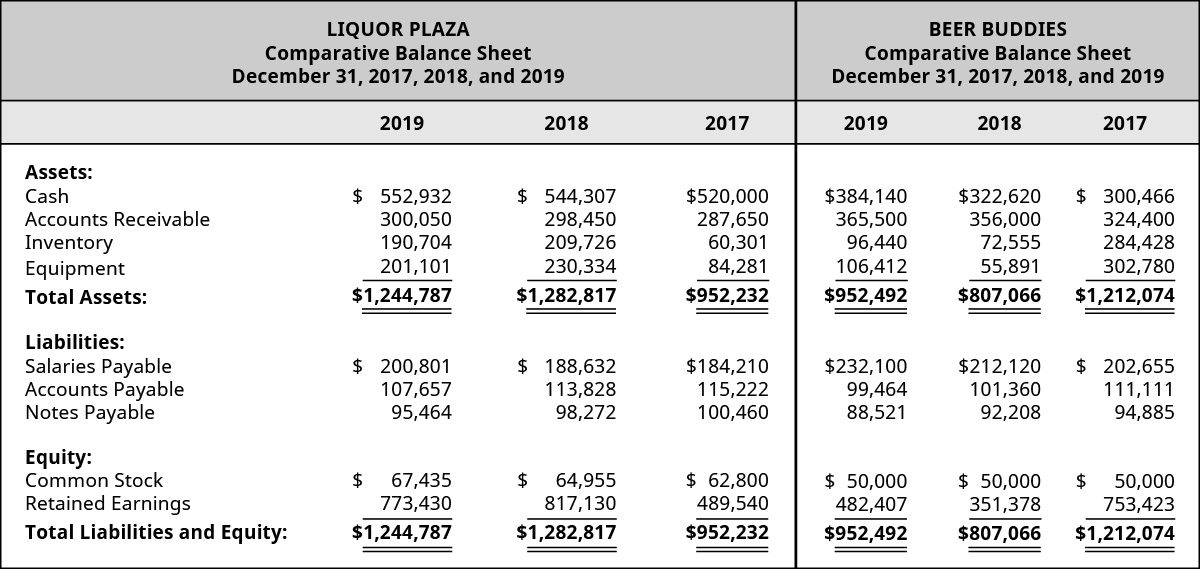 LIQUOR PLAZA
Comparative Balance Sheet
December 31, 2017, 2018, and 2019
BEER BUDDIES
Comparative Balance Sheet
December 31, 2017, 2018, and 2019
2019 2018 2017 2019 2018 2017
Assets:
Cash $ 552,932 $ 544,307 $520,000 $384,140 $322,620 $ 300,466
Accounts Receivable 300,050 298,450 287,650 365,500 356,000 324,400
Inventory 190,704 209,726 60,301 96,440 72,555 284,428
Equipment 201,101 230,334 84,281 106,412 55,891 302,780
Total Assets: $1,244,787 $1,282,817 $952,232 $952,492 $807,066 $1,212,074
Liabilities:
Salaries Payable $ 200,801 $ 188,632 $184,210 $232,100 $212,120 $ 202,655
Accounts Payable 107,657 113,828 115,222 99,464 101,360 111,111
Notes Payable 95,464 98,272 100,460 88,521 92,208 94,885
Equity:
Common Stock $ 67,435 $ 64,955 $ 62,800 $ 50,000 $ 50,000 $ 50,000
Retained Earnings 773,430 817,130 489,540 482,407 351,378 753,423
Total Liabilities and Equity: $1,244,787 $1,282,817 $952,232 $952,492 $807,066 $1,212,074